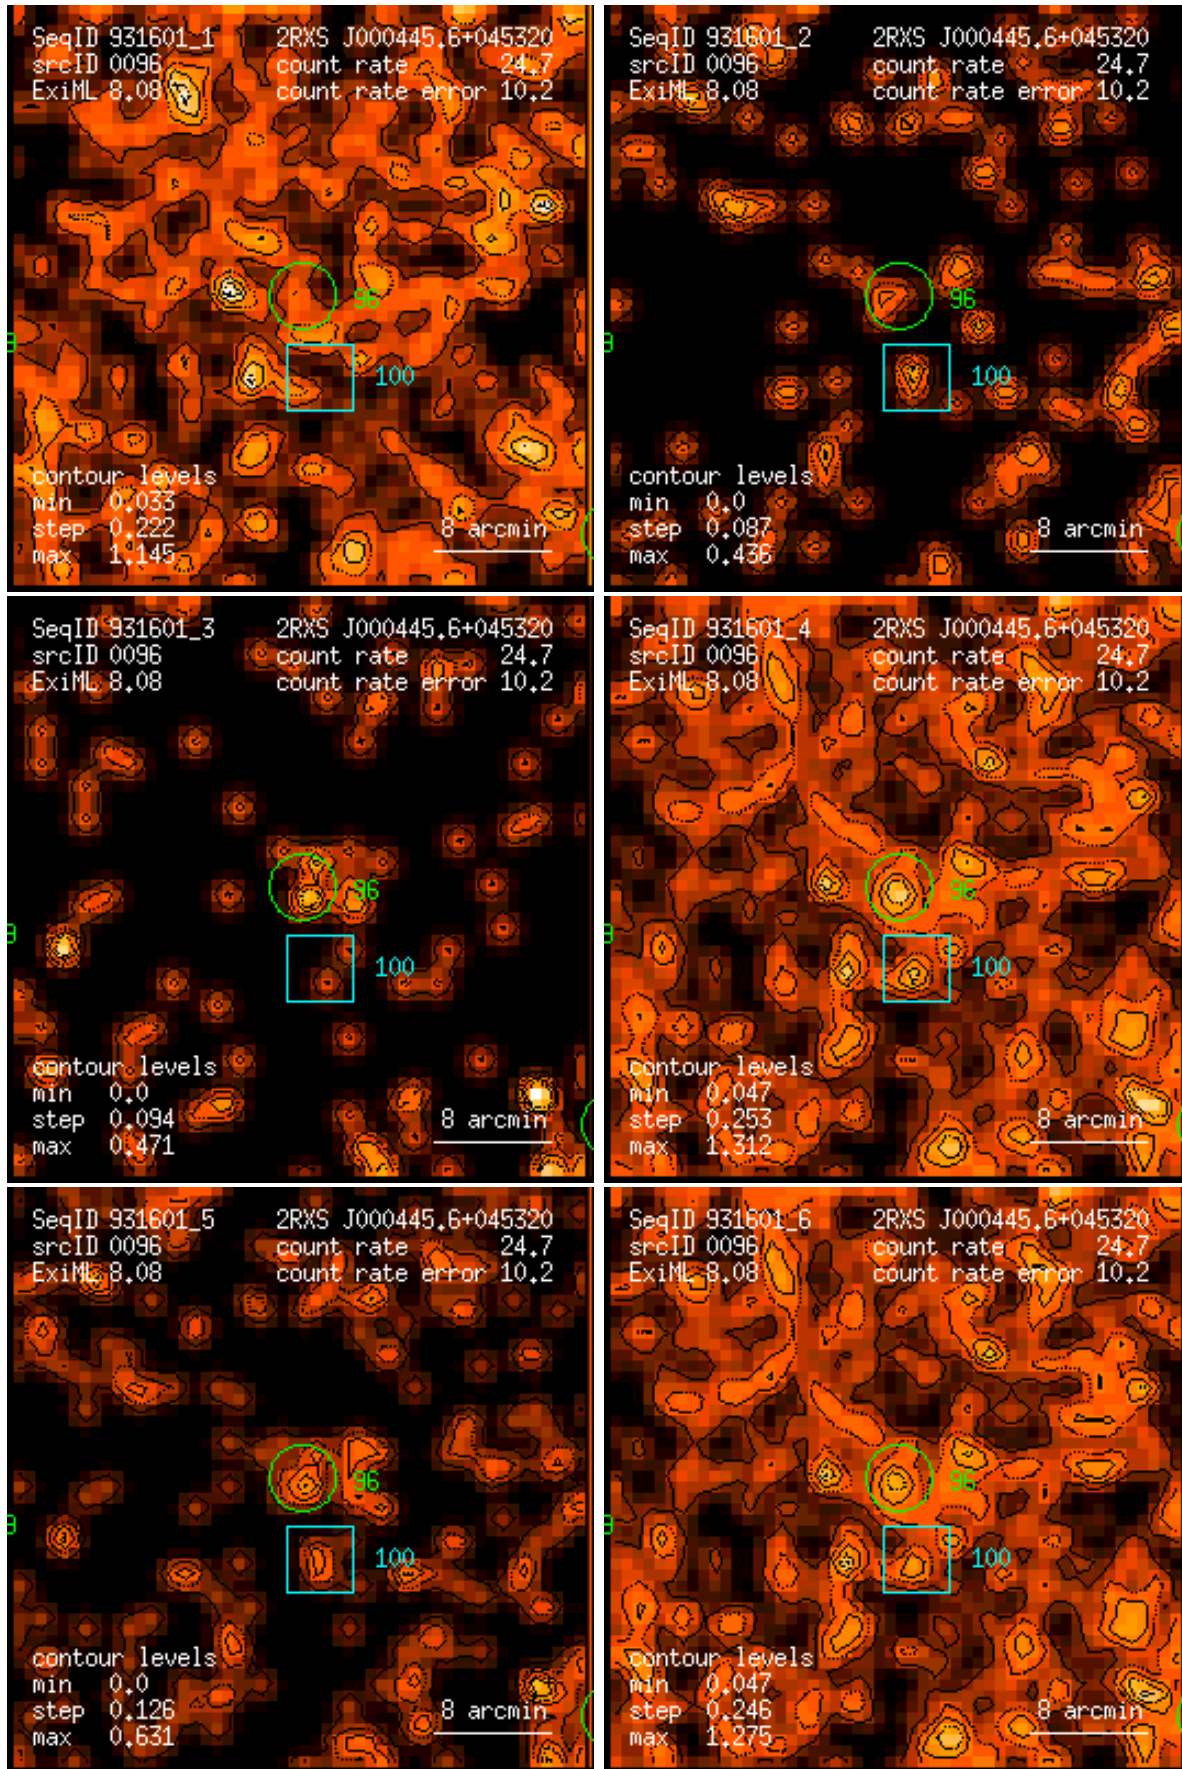 SeqID 931601_1 2RXS J000445.6+045320
srcID 0096 count rate 24.7
ExiML 8.08 count rate error 10.2
96
9
100
contour levels
min 0.033
step 0.222 8 arcmin
max 1.145
SeqID 931601_2 2RXS J000445.6+045320
srcID 0096 count rate 24.7
ExiML 8.08 count rate error 10.2
96
9
100
contour levels
min 0.0
step 0.087 8 arcmin
max 0.436
SeqID 931601_3 2RXS J000445.6+045320
srcID 0096 count rate 24.7
ExiML 8.08 count rate error 10.2
96
9
100
contour levels
min 0.0
step 0.094 8 arcmin
max 0.471
SeqID 931601_4 2RXS J000445.6+045320
srcID 0096 count rate 24.7
ExiML 8.08 count rate error 10.2
96
9
100
contour levels
min 0.047
step 0.253 8 arcmin
max 1.312
SeqID 931601_5 2RXS J000445.6+045320
srcID 0096 count rate 24.7
ExiML 8.08 count rate error 10.2
96
9
100
contour levels
min 0.0
step 0.126 8 arcmin
max 0.631
SeqID 931601_6 2RXS J000445.6+045320
srcID 0096 count rate 24.7
ExiML 8.08 count rate error 10.2
96
9
100
contour levels
min 0.047
step 0.246 8 arcmin
max 1.275